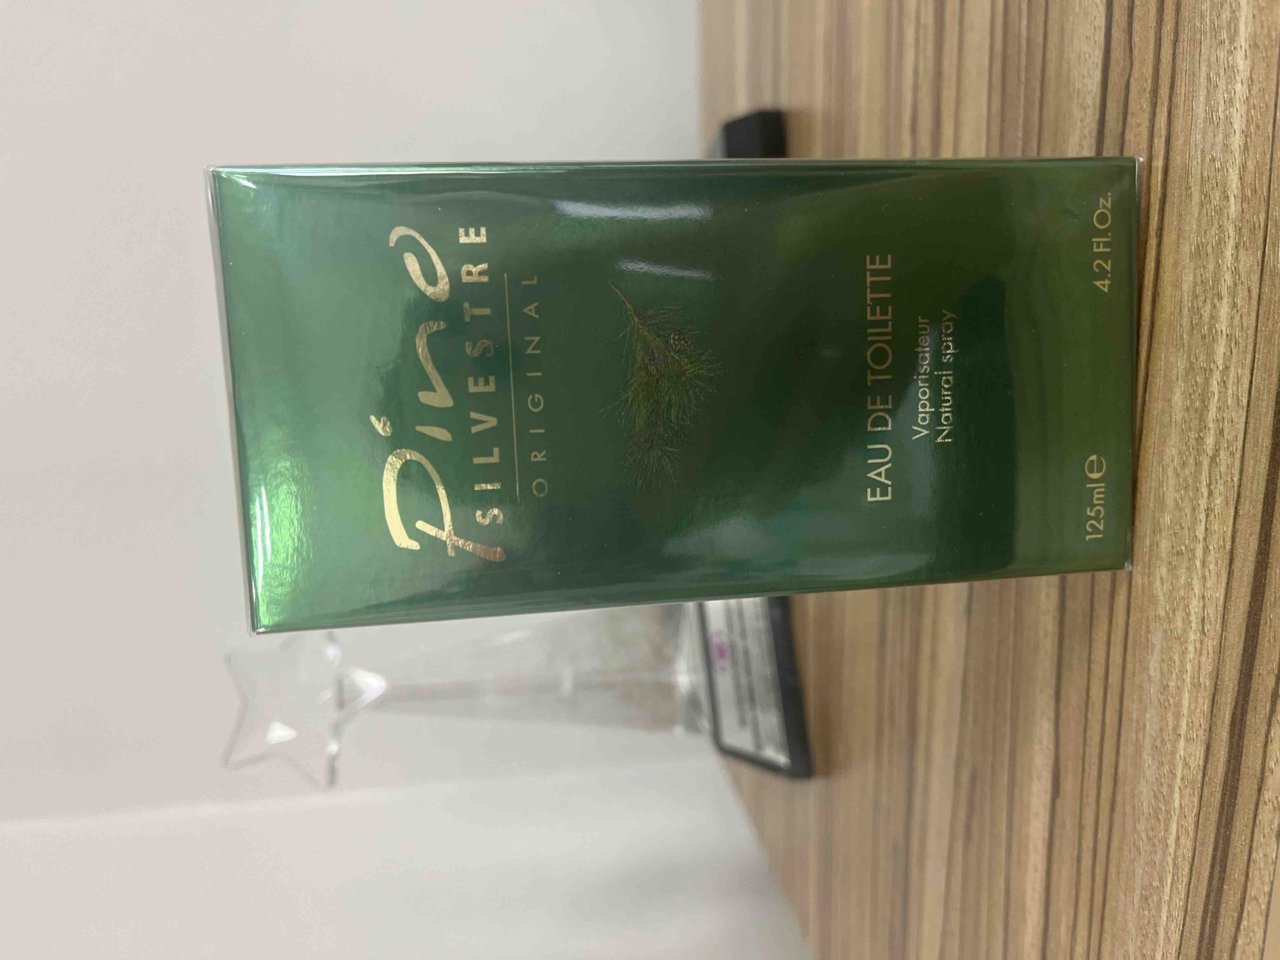 Pino
SILVESTRE
ORIGINAL
EAU DE TOILETTE
Vaporisateur
Natural spray
125ml ℮ 4.2 Fl.Oz.